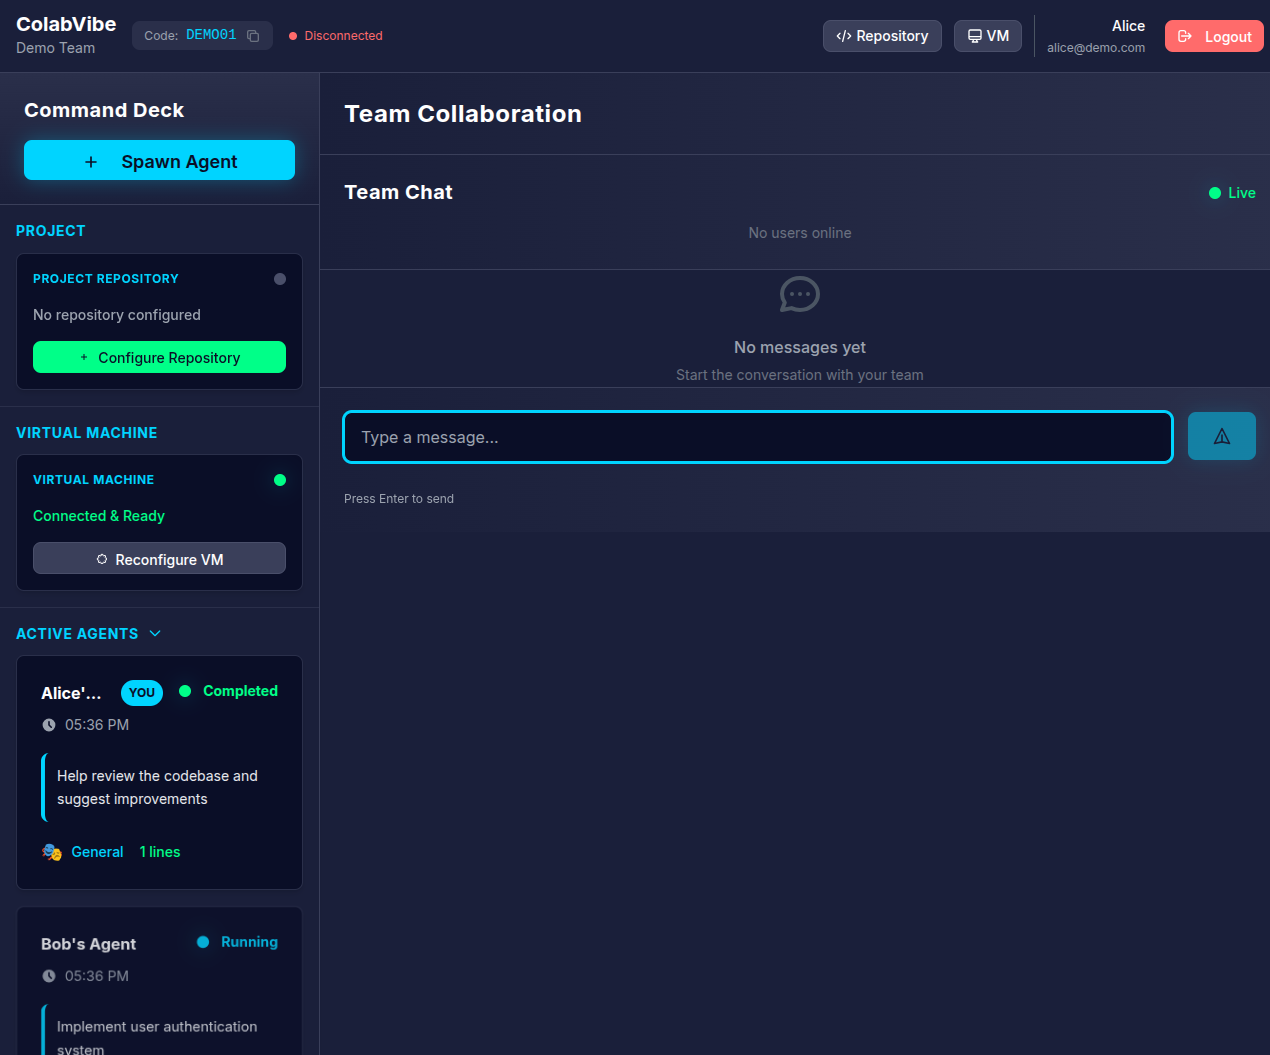 ColabVibe
Demo Team
Code: DEMO01
Disconnected
Repository
VM
Alice
alice@demo.com
Logout
Command Deck
Spawn Agent
PROJECT
PROJECT REPOSITORY
No repository configured
Configure Repository
VIRTUAL MACHINE
VIRTUAL MACHINE
Connected & Ready
Reconfigure VM
ACTIVE AGENTS
Alice'... YOU Completed
05:36 PM
Help review the codebase and
suggest improvements
General 1 lines
Bob's Agent Running
05:36 PM
Implement user authentication
system
Team Collaboration
Team Chat
Live
No users online
No messages yet
Start the conversation with your team
Type a message...
Press Enter to send